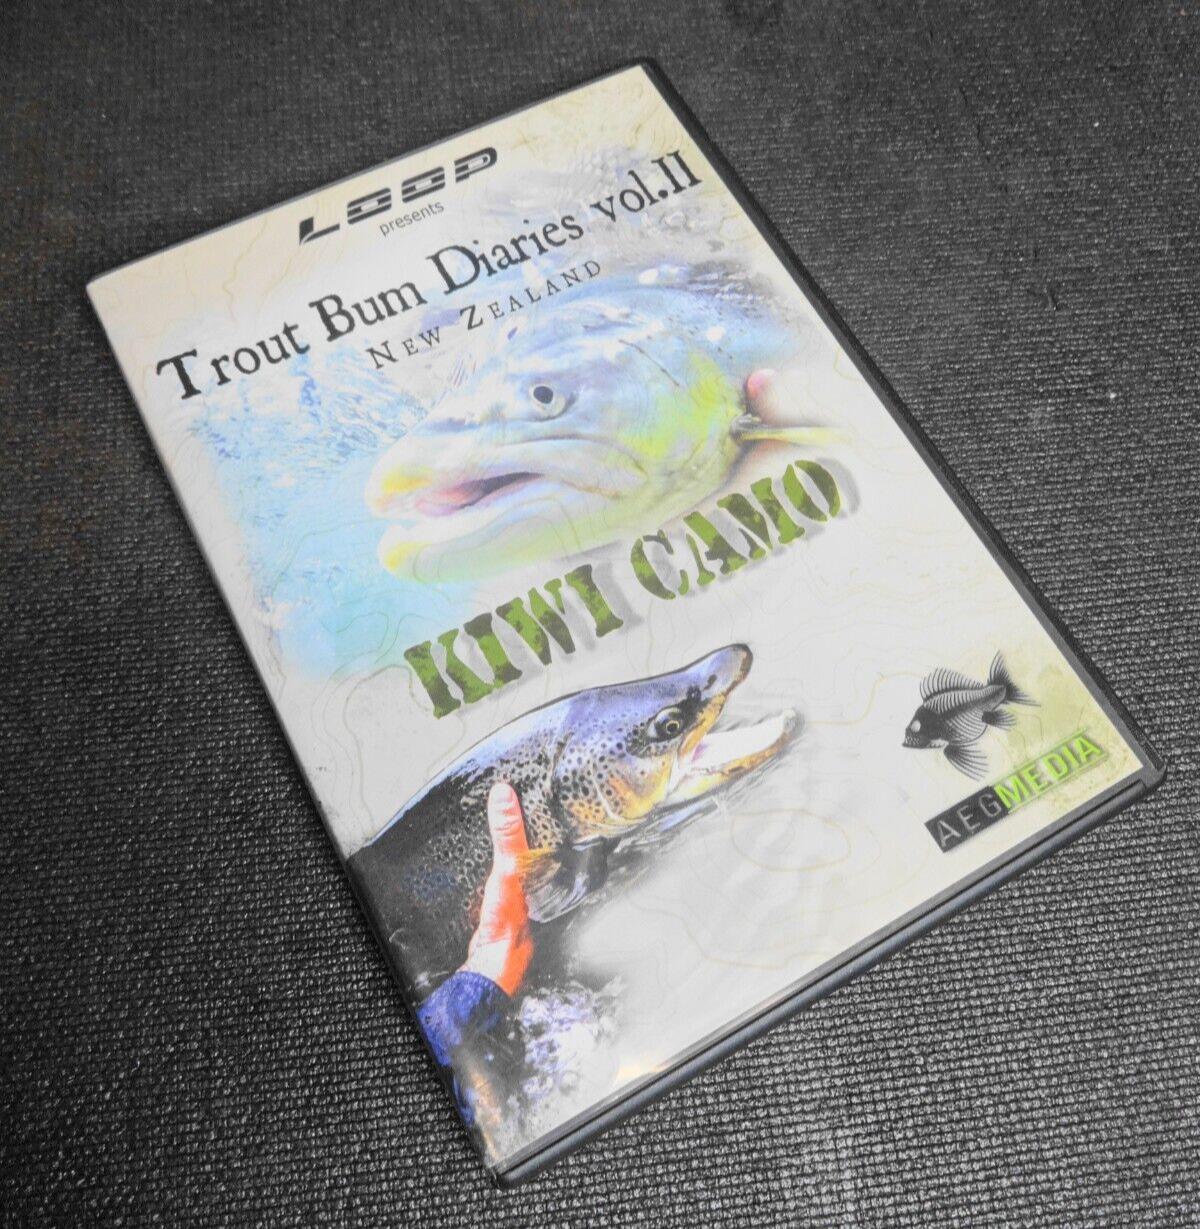 LOOP
presents
Trout Bum Diaries vol.II
NEW ZEALAND
KIWI CAMO
AEGMEDIA